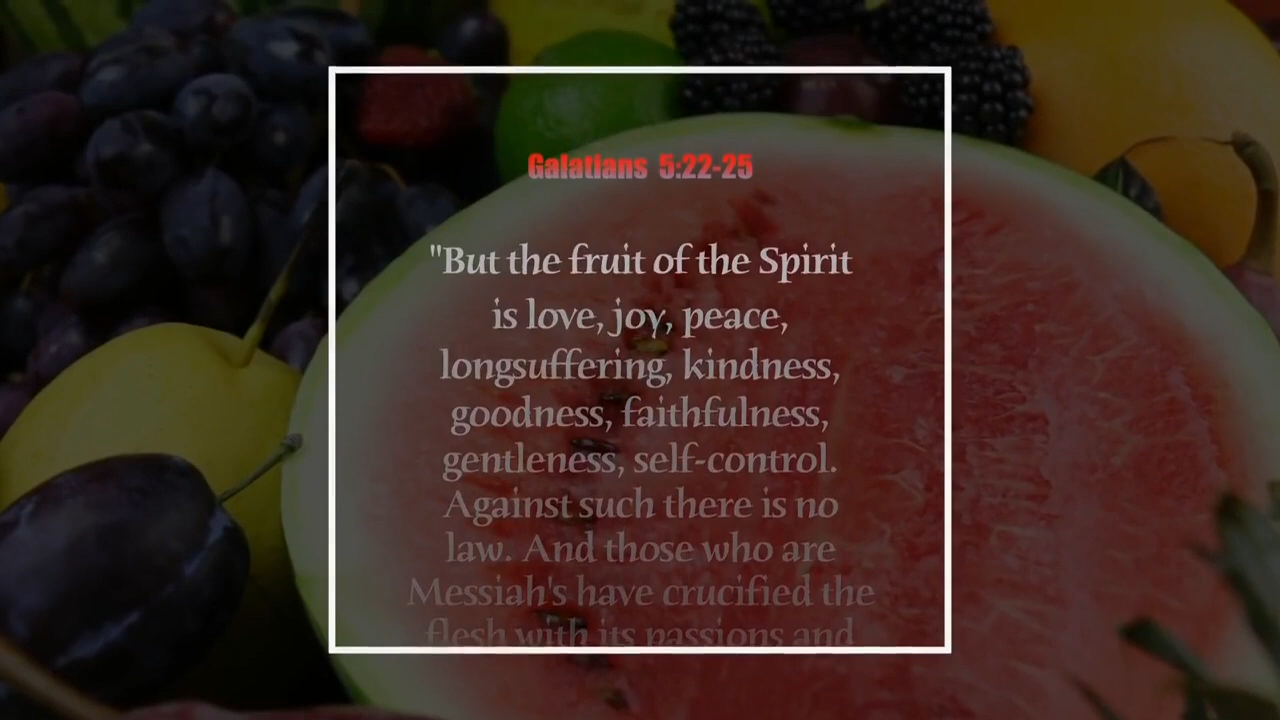 Galatians 5:22-25
"But the fruit of the Spirit
is love, joy, peace,
longsuffering, kindness,
goodness, faithfulness,
gentleness, self-control.
Against such there is no
law. And those who are
Messiah's have crucified the
flesh with its passions and